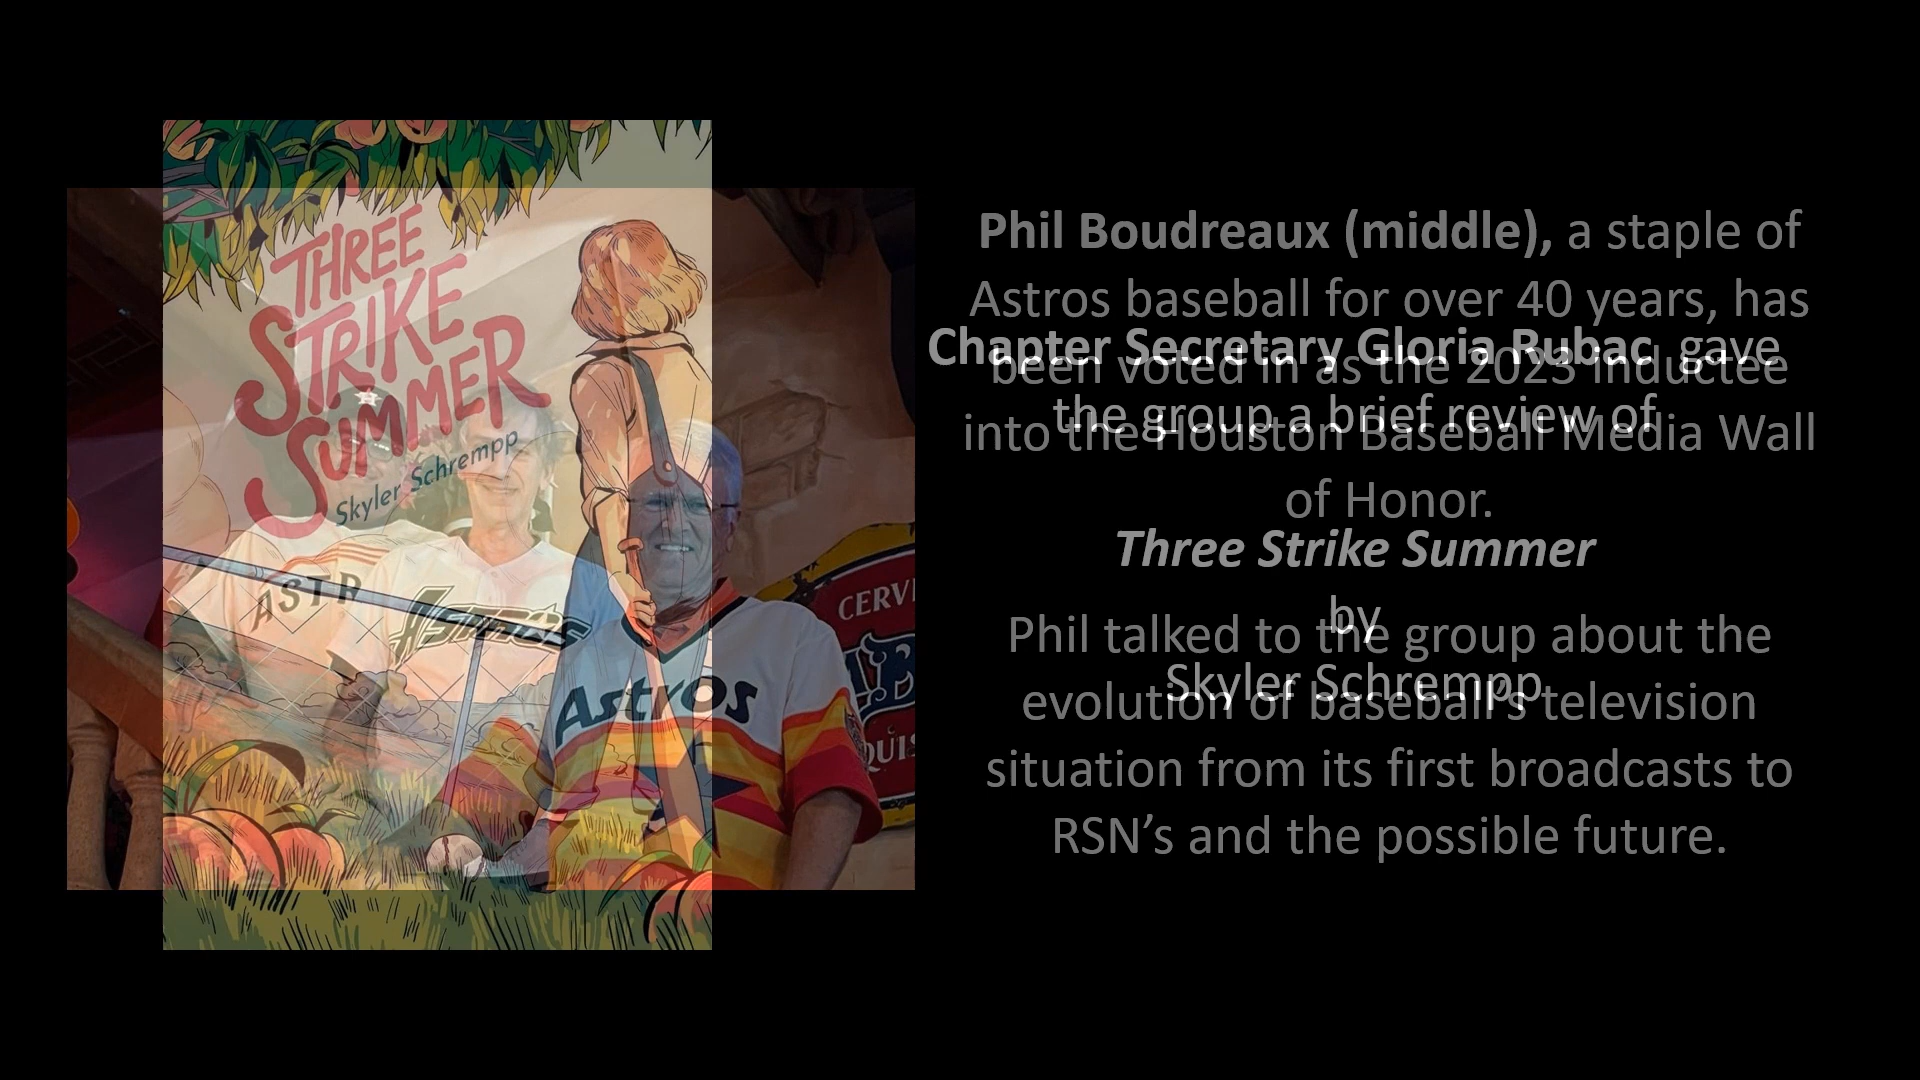 THREE
STRIKE
SUMMER
Skyler Schrempp
ASTR
ASTROS
Astros
CERV
QUIS
Phil Boudreaux (middle), a staple of
Astros baseball for over 40 years, has
been voted in as the 2023 inductee
into the Houston Baseball Media Wall
of Honor.
Phil talked to the group about the
evolution of baseball's television
situation from its first broadcasts to
RSN’s and the possible future.
Chapter Secretary Gloria Rubac gave
the group a brief review of
Three Strike Summer
by
Skyler Schrempp